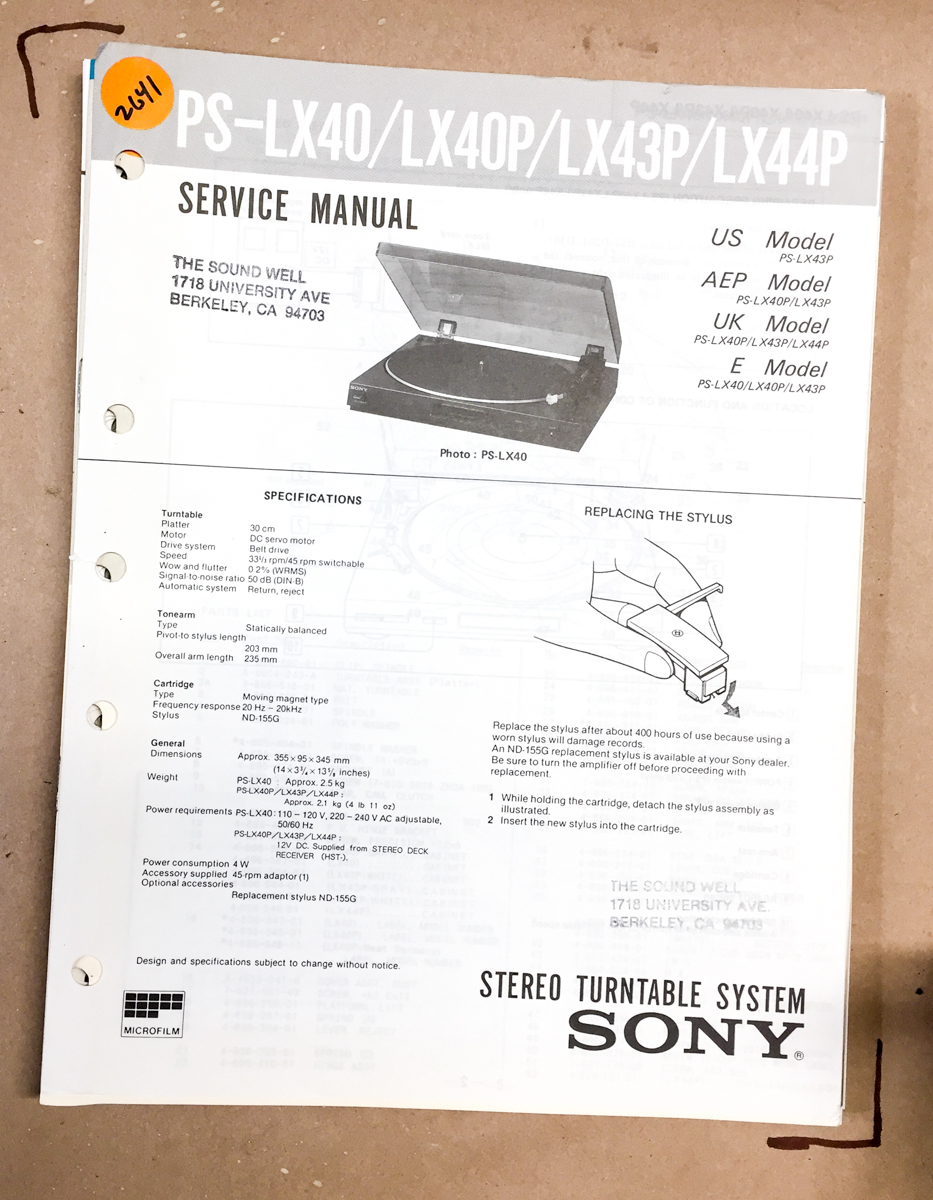 2641
PS-LX40/LX40P/LX43P/LX44P
SERVICE MANUAL
THE SOUND WELL
1718 UNIVERSITY AVE
BERKELEY, CA 94703
US Model
PS-LX43P
AEP Model
PS-LX40P/LX43P
UK Model
PS-LX40P/LX43P/LX44P
E Model
PS-LX40/LX40P/LX43P
SONY
Photo : PS-LX40
SPECIFICATIONS
Turntable
Platter 30 cm
Motor DC servo motor
Drive system Belt drive
Speed 33⅓ rpm/45 rpm switchable
Wow and flutter 0.2% (WRMS)
Signal-to-noise ratio 50 dB (DIN-B)
Automatic system Return, reject
Tonearm
Type Statically balanced
Pivot-to stylus length
203 mm
Overall arm length 235 mm
Cartridge
Type Moving magnet type
Frequency response 20 Hz – 20kHz
Stylus ND-155G
General
Dimensions Approx. 355 × 95 × 345 mm
(14 × 3¾ × 13⅝ inches)
Weight PS-LX40 : Approx. 2.5 kg
PS-LX40P/LX43P/LX44P :
Approx. 2.1 kg (4 lb 11 oz)
Power requirements PS-LX40: 110 – 120 V, 220 – 240 V AC adjustable,
50/60 Hz
PS-LX40P/LX43P/LX44P :
12V DC. Supplied from STEREO DECK
RECEIVER (HST-).
Power consumption 4 W
Accessory supplied 45-rpm adaptor (1)
Optional accessories
Replacement stylus ND-155G
Design and specifications subject to change without notice.
MICROFILM
REPLACING THE STYLUS
Replace the stylus after about 400 hours of use because using a
worn stylus will damage records.
An ND-155G replacement stylus is available at your Sony dealer.
Be sure to turn the amplifier off before proceeding with
replacement.
1 While holding the cartridge, detach the stylus assembly as
illustrated.
2 Insert the new stylus into the cartridge.
THE SOUND WELL
1718 UNIVERSITY AVE.
BERKELEY, CA 94703
STEREO TURNTABLE SYSTEM
SONY®